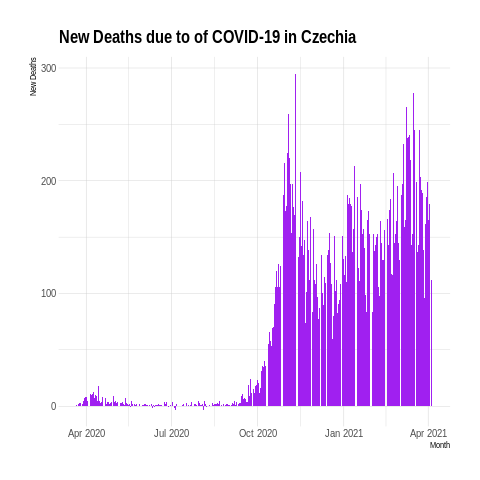 New Deaths due to of COVID-19 in Czechia
New Deaths
300
200
100
0
Apr 2020 Jul 2020 Oct 2020 Jan 2021 Apr 2021
Month